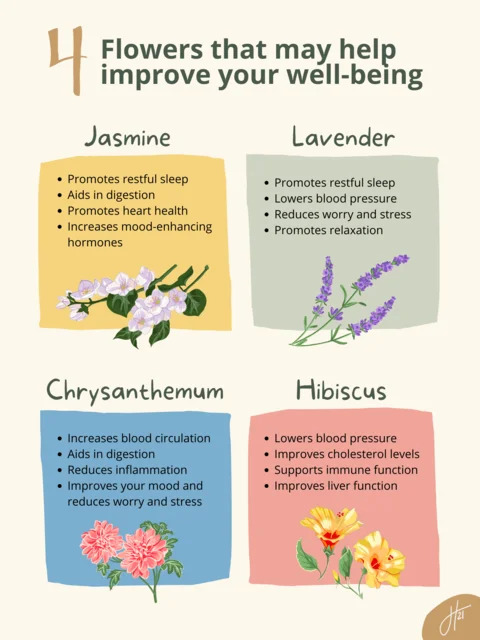 4 Flowers that may help
improve your well-being
Jasmine
• Promotes restful sleep
• Aids in digestion
• Promotes heart health
• Increases mood-enhancing
hormones
Lavender
• Promotes restful sleep
• Lowers blood pressure
• Reduces worry and stress
• Promotes relaxation
Chrysanthemum
• Increases blood circulation
• Aids in digestion
• Reduces inflammation
• Improves your mood and
reduces worry and stress
Hibiscus
• Lowers blood pressure
• Improves cholesterol levels
• Supports immune function
• Improves liver function